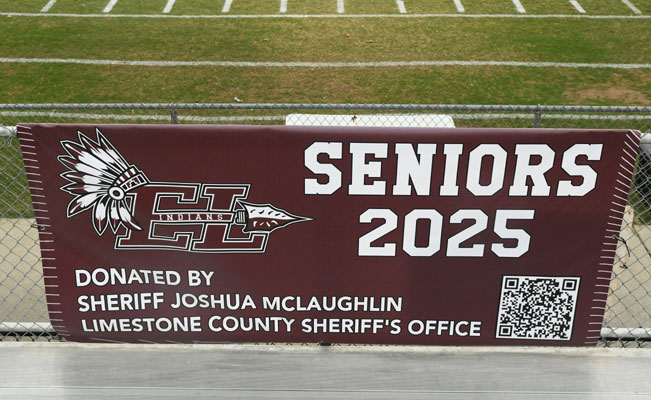 SENIORS
2025
EL
INDIANS
DONATED BY
SHERIFF JOSHUA MCLAUGHLIN
LIMESTONE COUNTY SHERIFF'S OFFICE